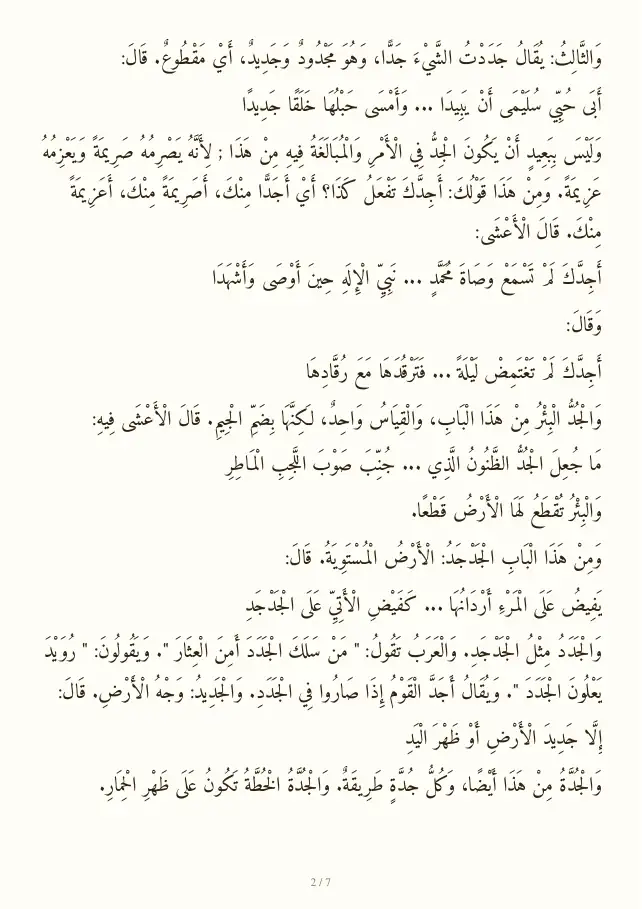 وَالثَّالِثُ: يُقَالُ جَدَدْتُ الشَّيْءَ جَدًّا، وَهُوَ مَجْدُودٌ وَجَدِيدٌ، أَيْ مَقْطُوعٌ. قَالَ:
أَبَى حُبِّي سُلَيْمَى أَنْ يَبِيدَا ... وَأَمْسَى حَبْلُهَا خَلَقًا جَدِيدًا
وَلَيْسَ بِبَعِيدٍ أَنْ يَكُونَ الْجِدُّ فِي الْأَمْرِ وَالْمُبَالَغَةُ فِيهِ مِنْ هَذَا ; لِأَنَّهُ يَصْرِمُهُ صَرِيمَةً وَيَعْزِمُهُ
عَزِيمَةً. وَمِنْ هَذَا قَوْلُكَ: أَجِدَّكَ تَفْعَلُ كَذَا؟ أَيْ أَجَدًّا مِنْكَ، أَصَرِيمَةً مِنْكَ، أَعَزِيمَةً
مِنْكَ. قَالَ الْأَعْشَى:
أَجِدَّكَ لَمْ تَسْمَعْ وَصَاةَ مُحَمَّدٍ ... نَبِيِّ الْإِلَهِ حِينَ أَوْصَى وَأَشْهَدَا
وَقَالَ:
أَجِدَّكَ لَمْ تَغْتَمِضْ لَيْلَةً ... فَتَرْقُدَهَا مَعَ رُقَّادِهَا
وَالْجُدُّ الْبِئْرُ مِنْ هَذَا الْبَابِ، وَالْقِيَاسُ وَاحِدٌ، لَكِنَّهَا بِضَمِّ الْجِيمِ. قَالَ الْأَعْشَى فِيهِ:
مَا جُعِلَ الْجُدُّ الظَّنُونُ الَّذِي ... جُنِّبَ صَوْبَ اللَّجِبِ الْمَاطِرِ
وَالْبِئْرُ تُقْطَعُ لَهَا الْأَرْضُ قَطْعًا.
وَمِنْ هَذَا الْبَابِ الْجَدْجَدُ: الْأَرْضُ الْمُسْتَوِيَةُ. قَالَ:
يَفِيضُ عَلَى الْمَرْءِ أَرْدَانُهَا ... كَفَيْضِ الْأَتِيِّ عَلَى الْجَدْجَدِ
وَالْجَدَدُ مِثْلُ الْجَدْجَدِ. وَالْعَرَبُ تَقُولُ: " مَنْ سَلَكَ الْجَدَدَ أَمِنَ الْعِثَارَ ". وَيَقُولُونَ: " رُوَيْدَ
يَعْلُونَ الْجَدَدَ ". وَيُقَالُ أَجَدَّ الْقَوْمُ إِذَا صَارُوا فِي الْجَدَدِ. وَالْجَدِيدُ: وَجْهُ الْأَرْضِ. قَالَ:
إِلَّا جَدِيدَ الْأَرْضِ أَوْ ظَهْرَ الْيَدِ
وَالْجُدَّةُ مِنْ هَذَا أَيْضًا، وَكُلُّ جُدَّةٍ طَرِيقَةٌ. وَالْجُدَّةُ الْخُطَّةُ تَكُونُ عَلَى ظَهْرِ الْحِمَارِ.
2 / 7